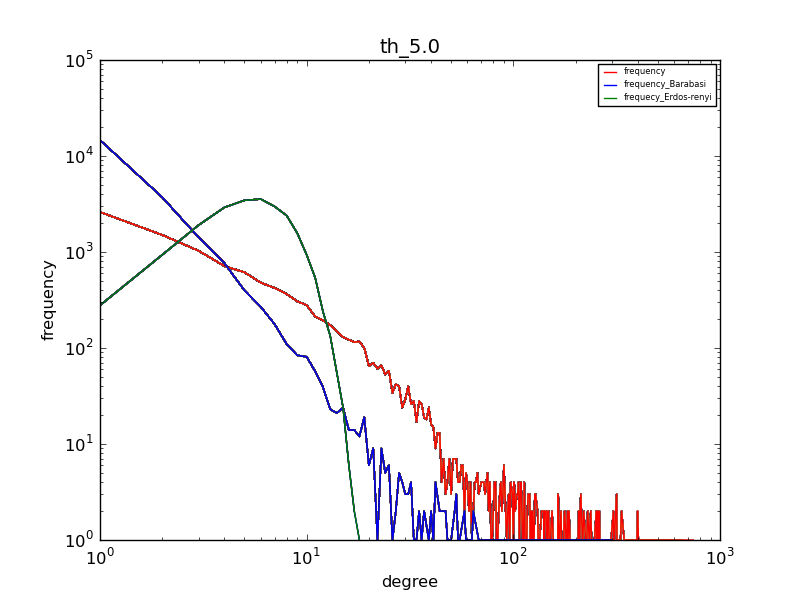 th_5.0
10^5
10^4
10^3
10^2
10^1
10^0
frequency
10^0
10^1
10^2
10^3
degree
frequency
frequency_Barabasi
frequecy_Erdos-renyi